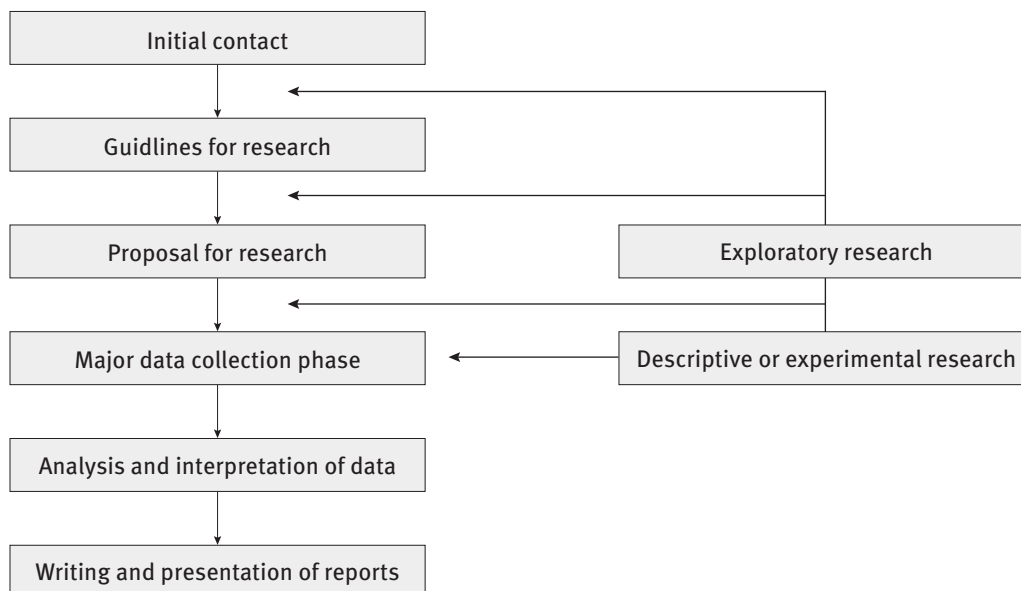 Initial contact
Guidlines for research
Proposal for research
Exploratory research
Major data collection phase
Descriptive or experimental research
Analysis and interpretation of data
Writing and presentation of reports